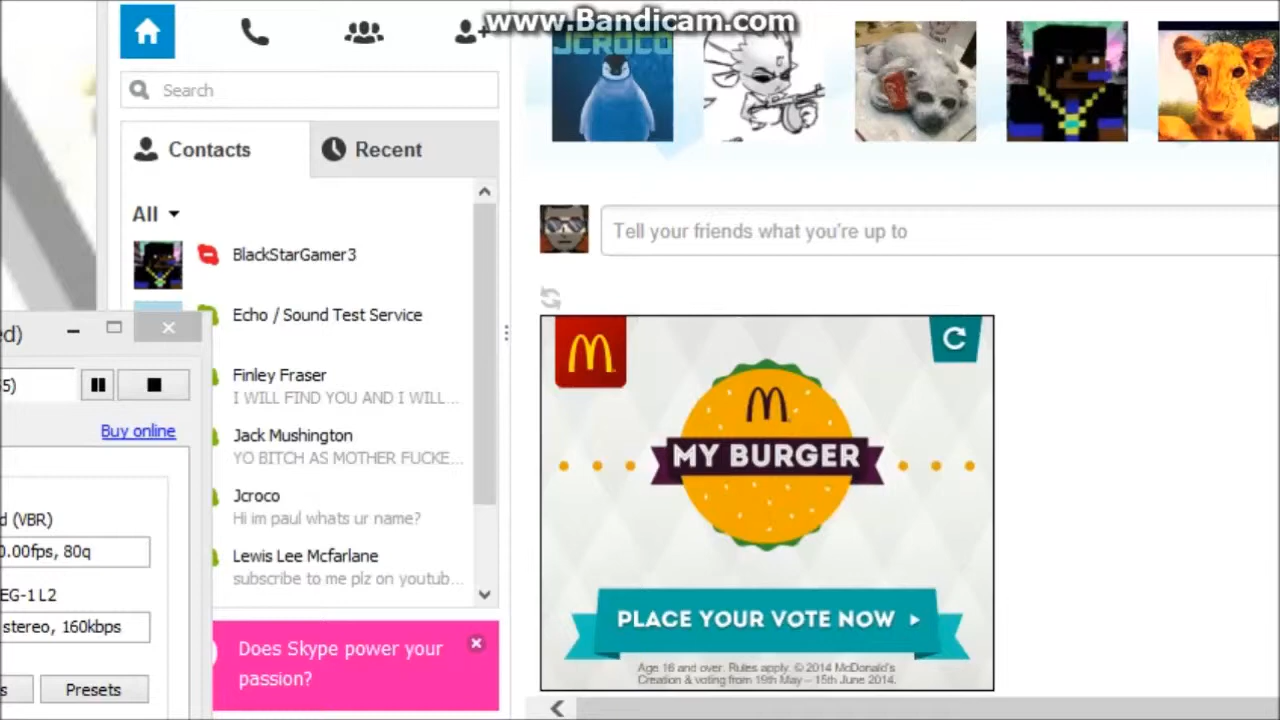 www.Bandicam.com
JCROCO
Search
Contacts
Recent
All
BlackStarGamer3
Echo / Sound Test Service
Finley Fraser
I WILL FIND YOU AND I WILL...
Jack Mushington
YO BITCH AS MOTHER FUCKE...
Jcroco
Hi im paul whats ur name?
Lewis Lee Mcfarlane
subscribe to me plz on youtub...
Does Skype power your
passion?
ed)
5)
Buy online
d (VBR)
0.00fps, 80q
EG-1 L2
stereo, 160kbps
s
Presets
Tell your friends what you're up to
MY BURGER
PLACE YOUR VOTE NOW
Age 16 and over. Rules apply. © 2014 McDonald's
Creation & voting from 19th May – 15th June 2014.